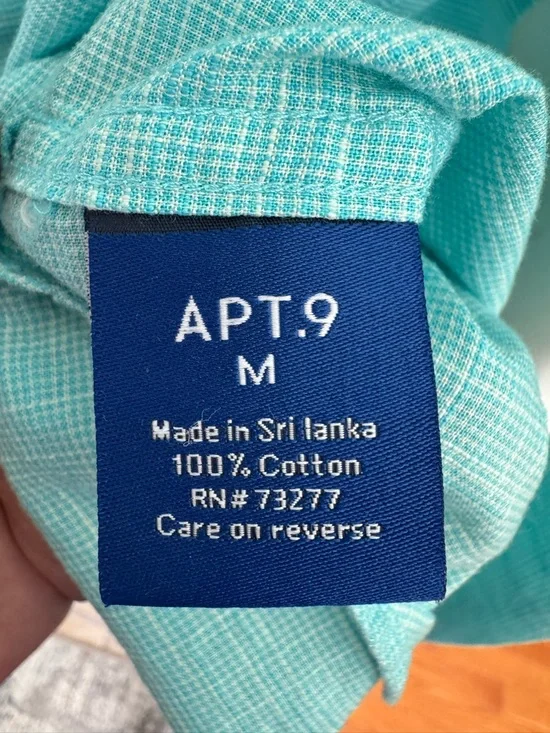 APT.9
M
Made in Sri lanka
100% Cotton
RN# 73277
Care on reverse